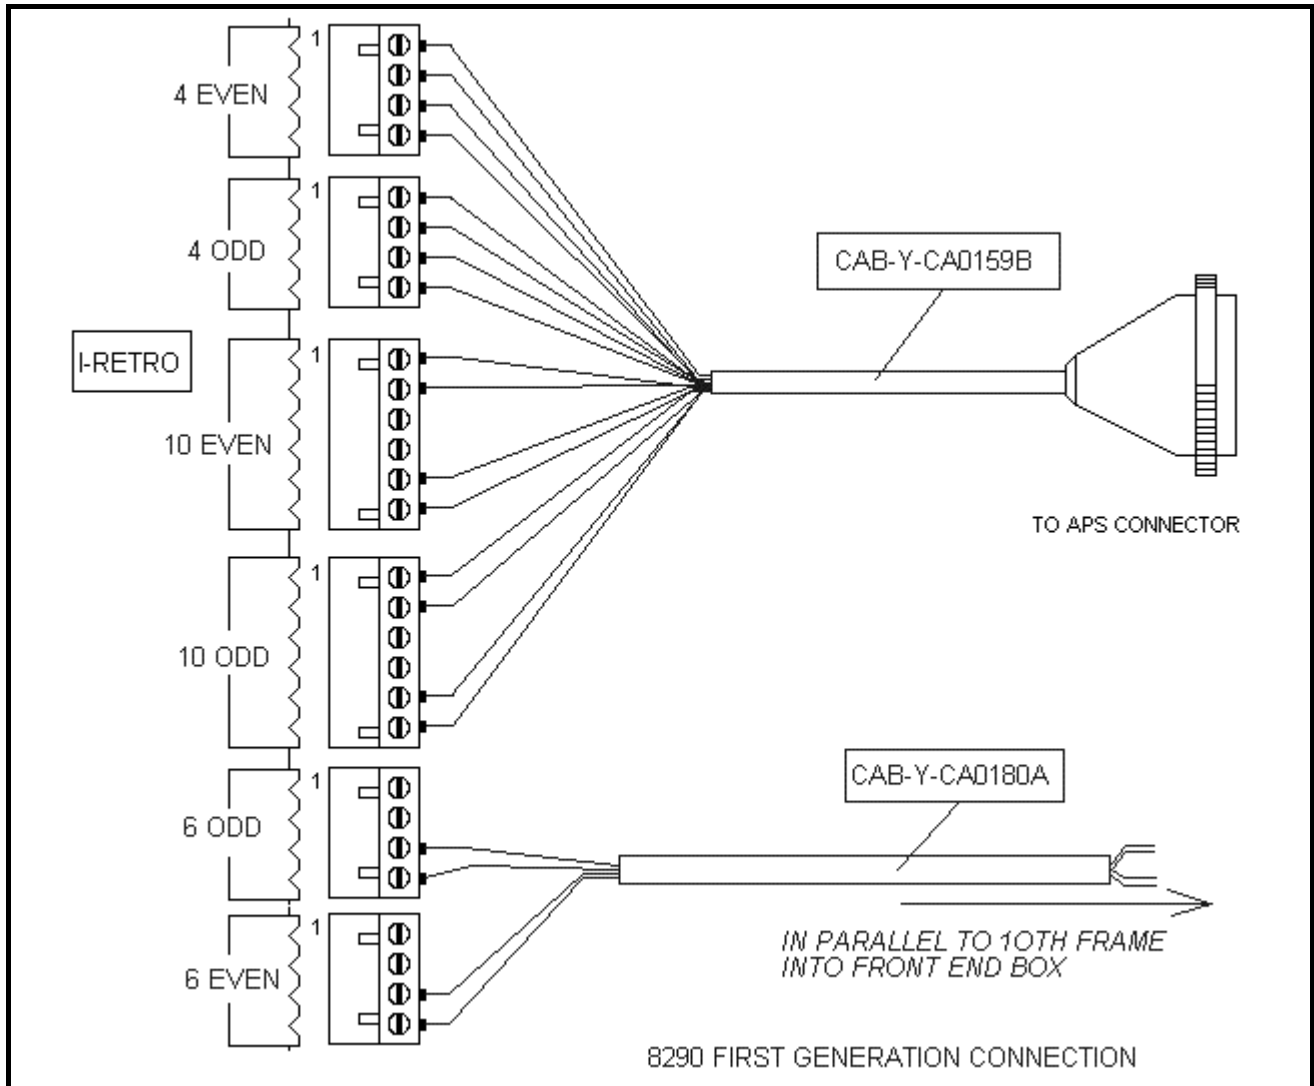 1
4 EVEN
1
4 ODD
CAB-Y-CA0159B
I-RETRO
1
10 EVEN
TO APS CONNECTOR
1
10 ODD
1
CAB-Y-CA0180A
6 ODD
1
IN PARALLEL TO 1OTH FRAME
INTO FRONT END BOX
6 EVEN
8290 FIRST GENERATION CONNECTION